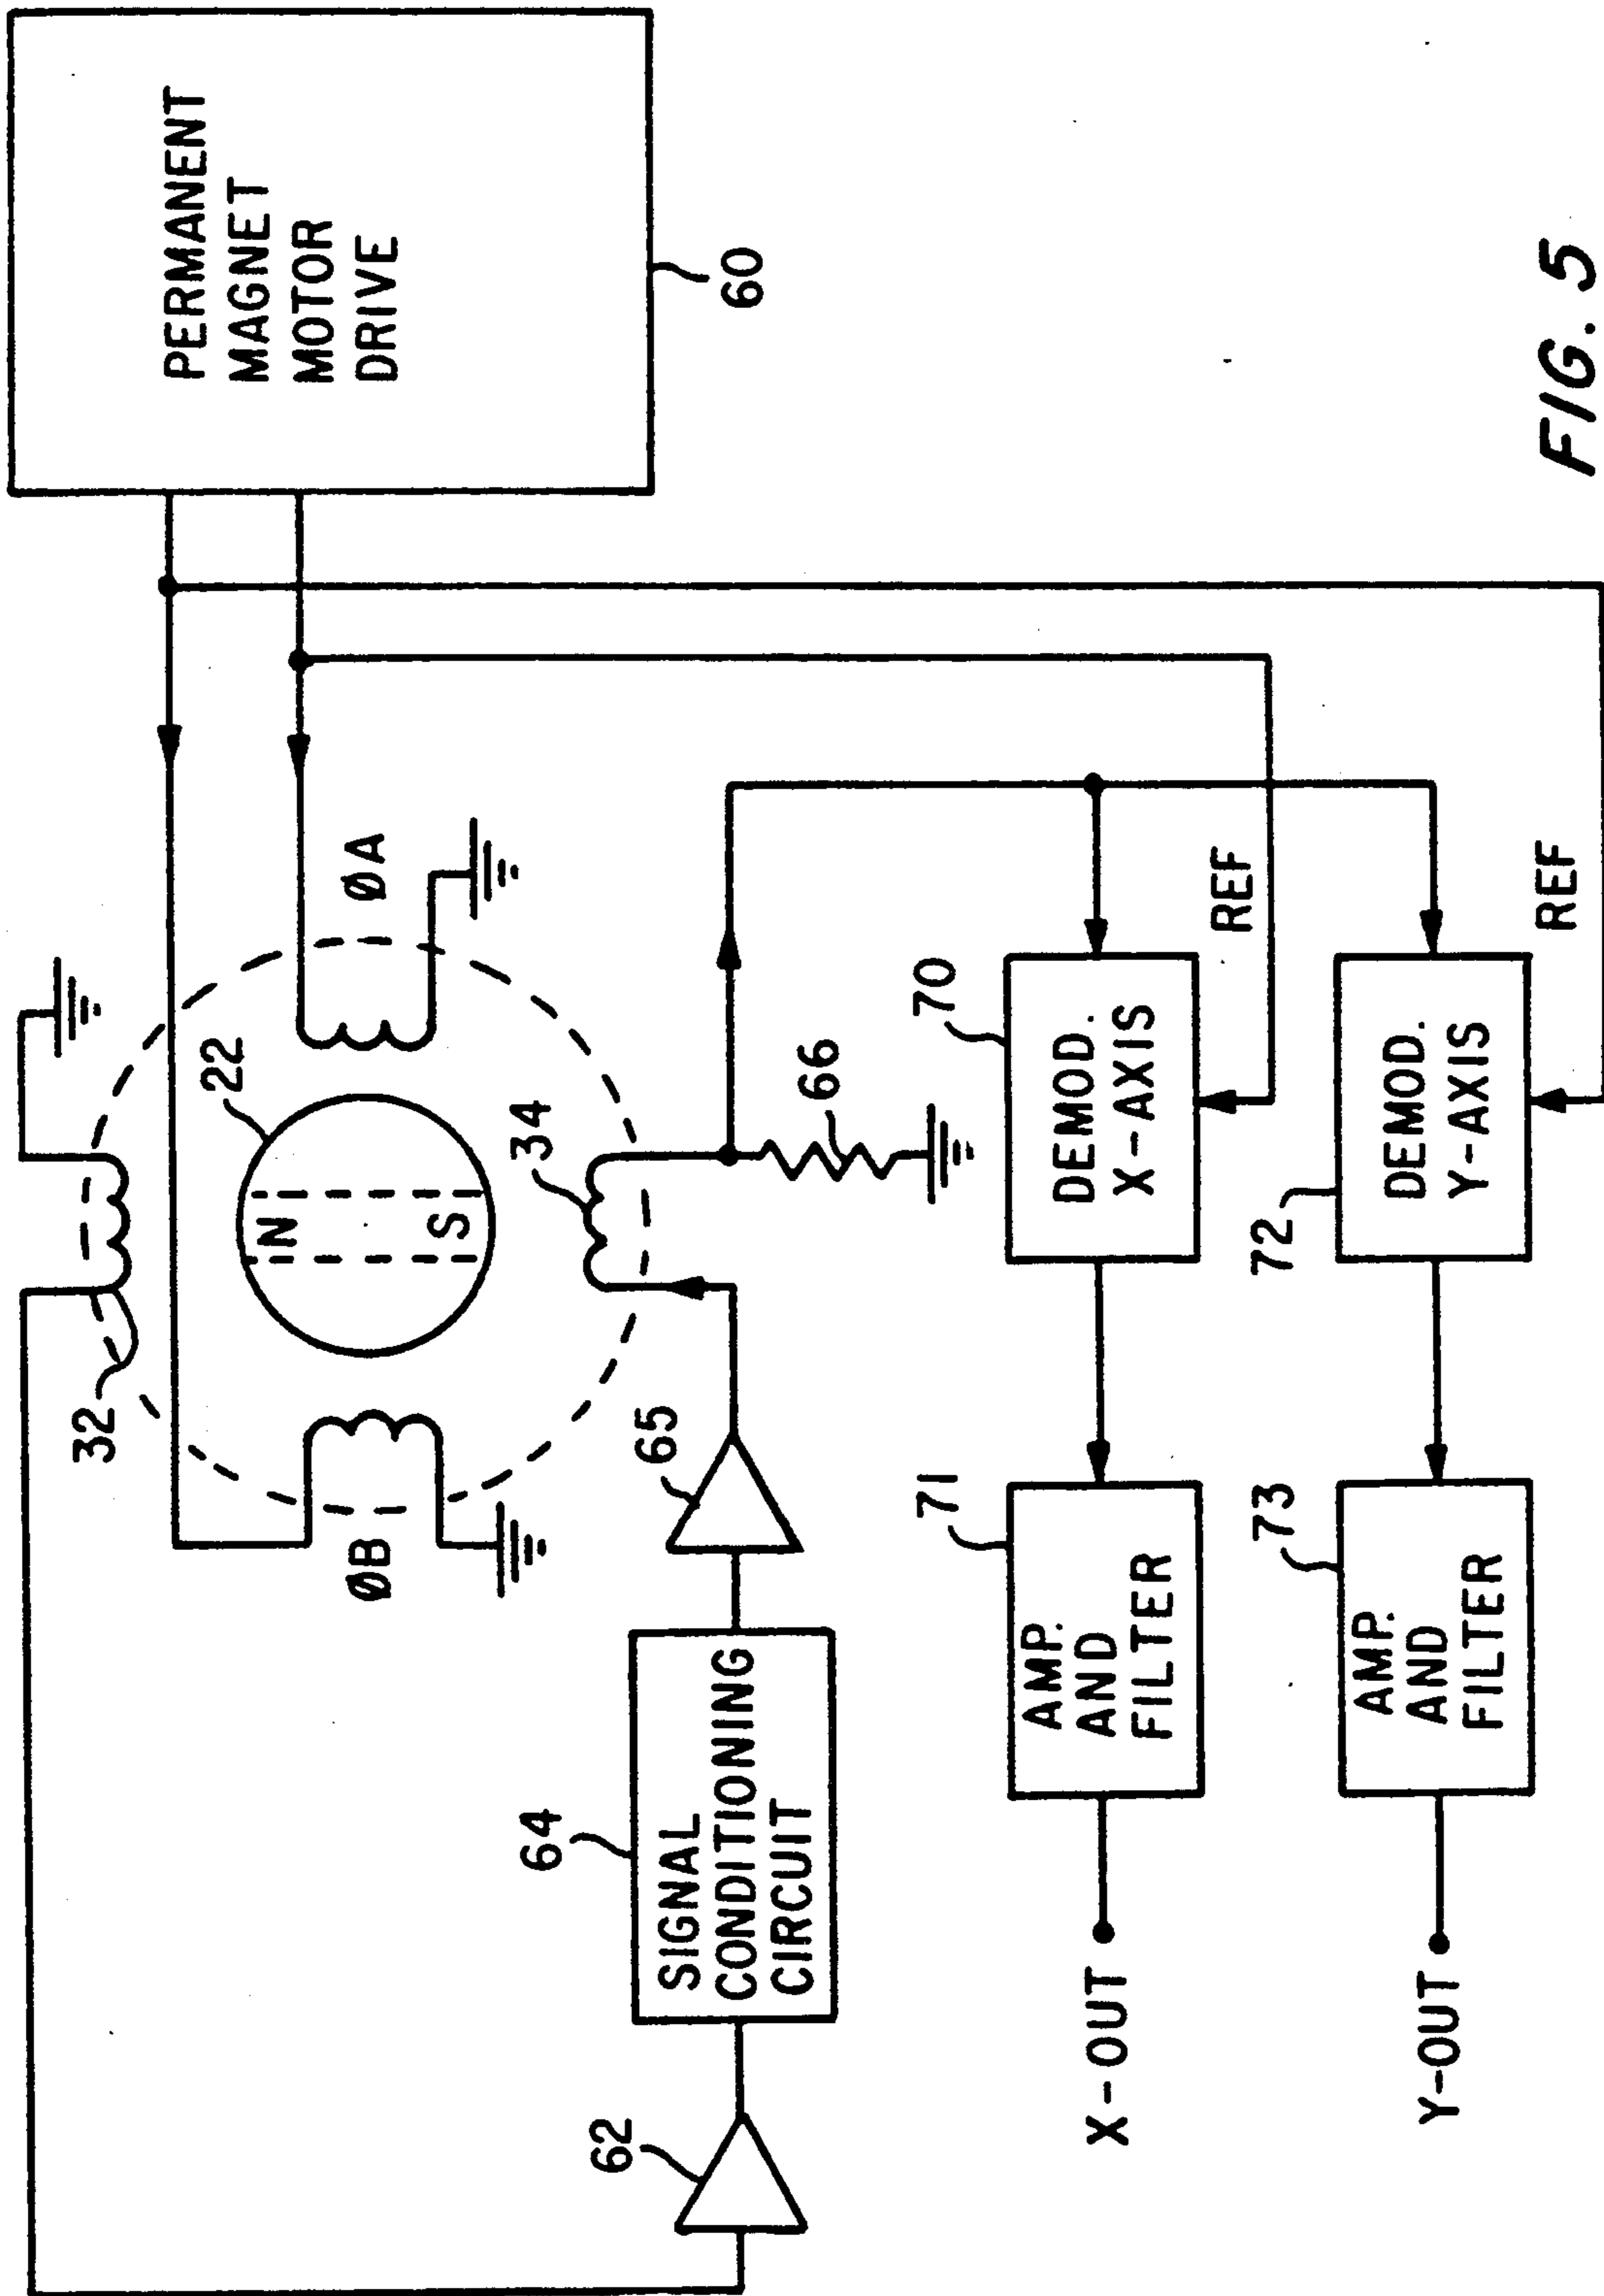 PERMANENT
MAGNET
MOTOR
DRIVE
60
32
22
N
S
ØA
ØB
34
65
66
62
64
SIGNAL
CONDITIONING
CIRCUIT
70
DEMOD.
X-AXIS
REF
71
AMP.
AND
FILTER
X-OUT
72
DEMOD.
Y-AXIS
REF
73
AMP.
AND
FILTER
Y-OUT
FIG. 5